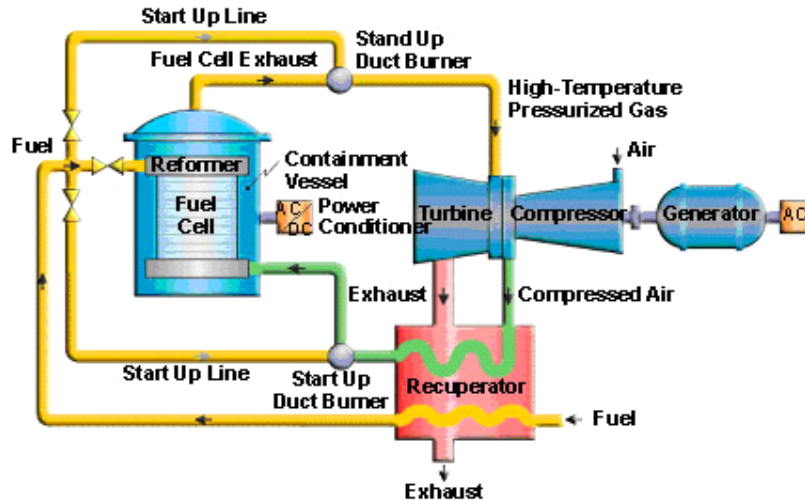 Start Up Line
Stand Up
Duct Burner
Fuel Cell Exhaust
High-Temperature
Pressurized Gas
Fuel
Reformer
Containment
Vessel
Air
Fuel
Cell
AC
DC
Power
Conditioner
Turbine
Compressor
Generator
AC
Exhaust
Compressed Air
Start Up Line
Start Up
Duct Burner
Recuperator
Fuel
Exhaust